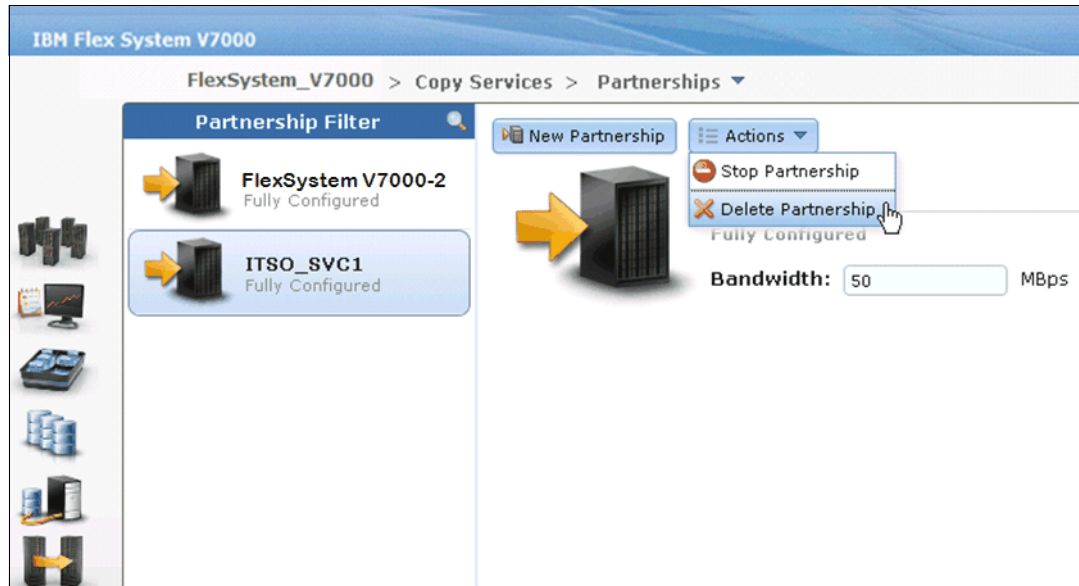 IBM Flex System V7000
FlexSystem_V7000 > Copy Services > Partnerships
Partnership Filter
FlexSystem V7000-2
Fully Configured
ITSO_SVC1
Fully Configured
New Partnership
Actions
Stop Partnership
Delete Partnership
Fully Configured
Bandwidth: 50 MBps